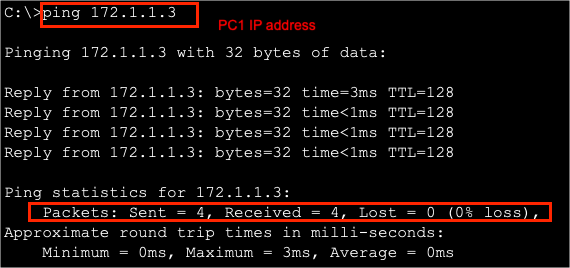 C:\>ping 172.1.1.3
PC1 IP address
Pinging 172.1.1.3 with 32 bytes of data:
Reply from 172.1.1.3: bytes=32 time=3ms TTL=128
Reply from 172.1.1.3: bytes=32 time<1ms TTL=128
Reply from 172.1.1.3: bytes=32 time<1ms TTL=128
Reply from 172.1.1.3: bytes=32 time<1ms TTL=128
Ping statistics for 172.1.1.3:
Packets: Sent = 4, Received = 4, Lost = 0 (0% loss),
Approximate round trip times in milli-seconds:
Minimum = 0ms, Maximum = 3ms, Average = 0ms